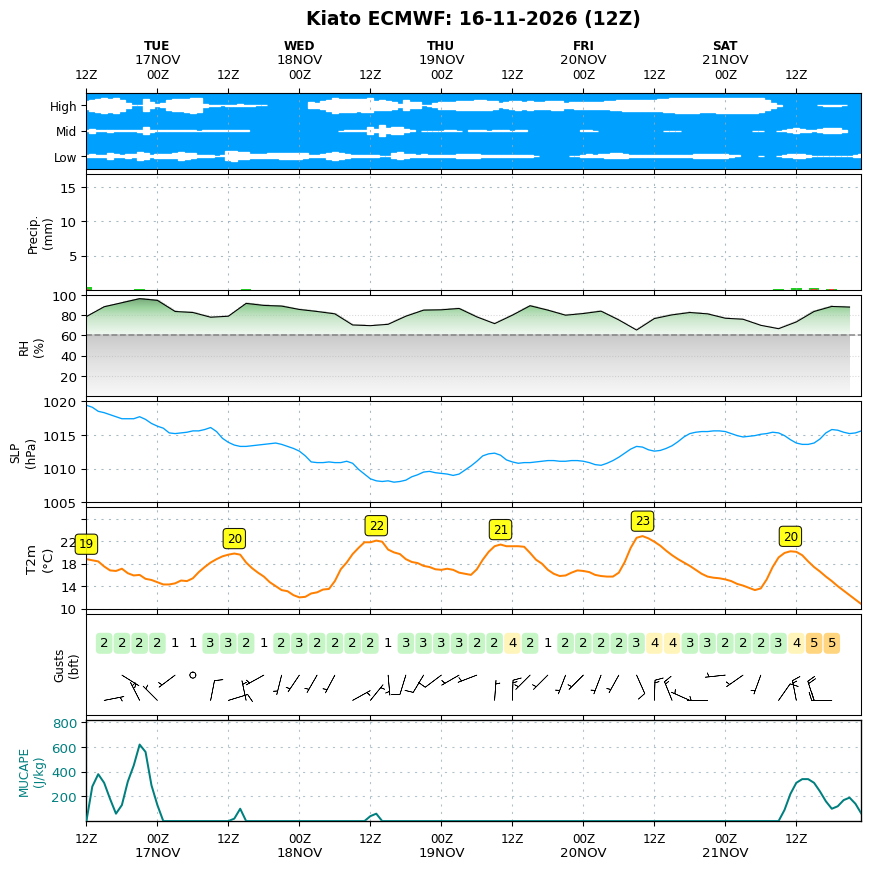 Kiato ECMWF: 16-11-2026 (12Z)
TUE WED THU FRI SAT
17NOV 18NOV 19NOV 20NOV 21NOV
12Z 00Z 12Z 00Z 12Z 00Z 12Z 00Z 12Z 00Z 12Z
High
Mid
Low
Precip.
(mm)
15
10
5
RH
(%)
100
80
60
40
20
SLP
(hPa)
1020
1015
1010
1005
T2m
(°C)
22
18
14
10
19 20 22 21 23 20
Gusts
(bft)
2 2 2 2 1 1 3 3 2 1 2 3 2 2 2 2 1 3 3 3 3 2 2 4 2 1 2 2 2 2 3 4 4 3 3 2 2 2 3 4 5 5
MUCAPE
(J/kg)
800
600
400
200
12Z 00Z 12Z 00Z 12Z 00Z 12Z 00Z 12Z 00Z 12Z
17NOV 18NOV 19NOV 20NOV 21NOV